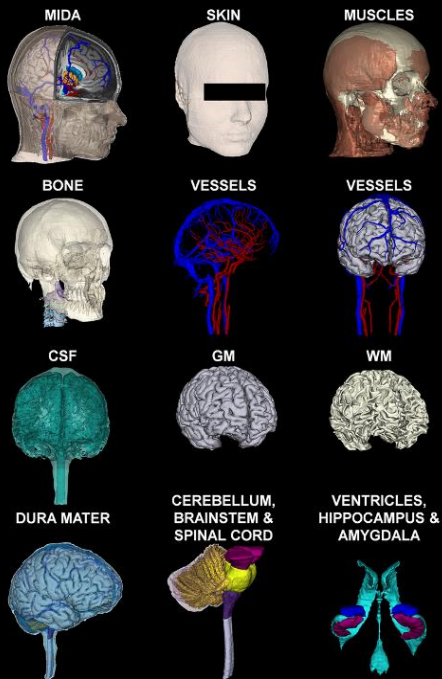 MIDA
SKIN
MUSCLES
BONE
VESSELS
VESSELS
CSF
GM
WM
DURA MATER
CEREBELLUM,
BRAINSTEM &
SPINAL CORD
VENTRICLES,
HIPPOCAMPUS &
AMYGDALA